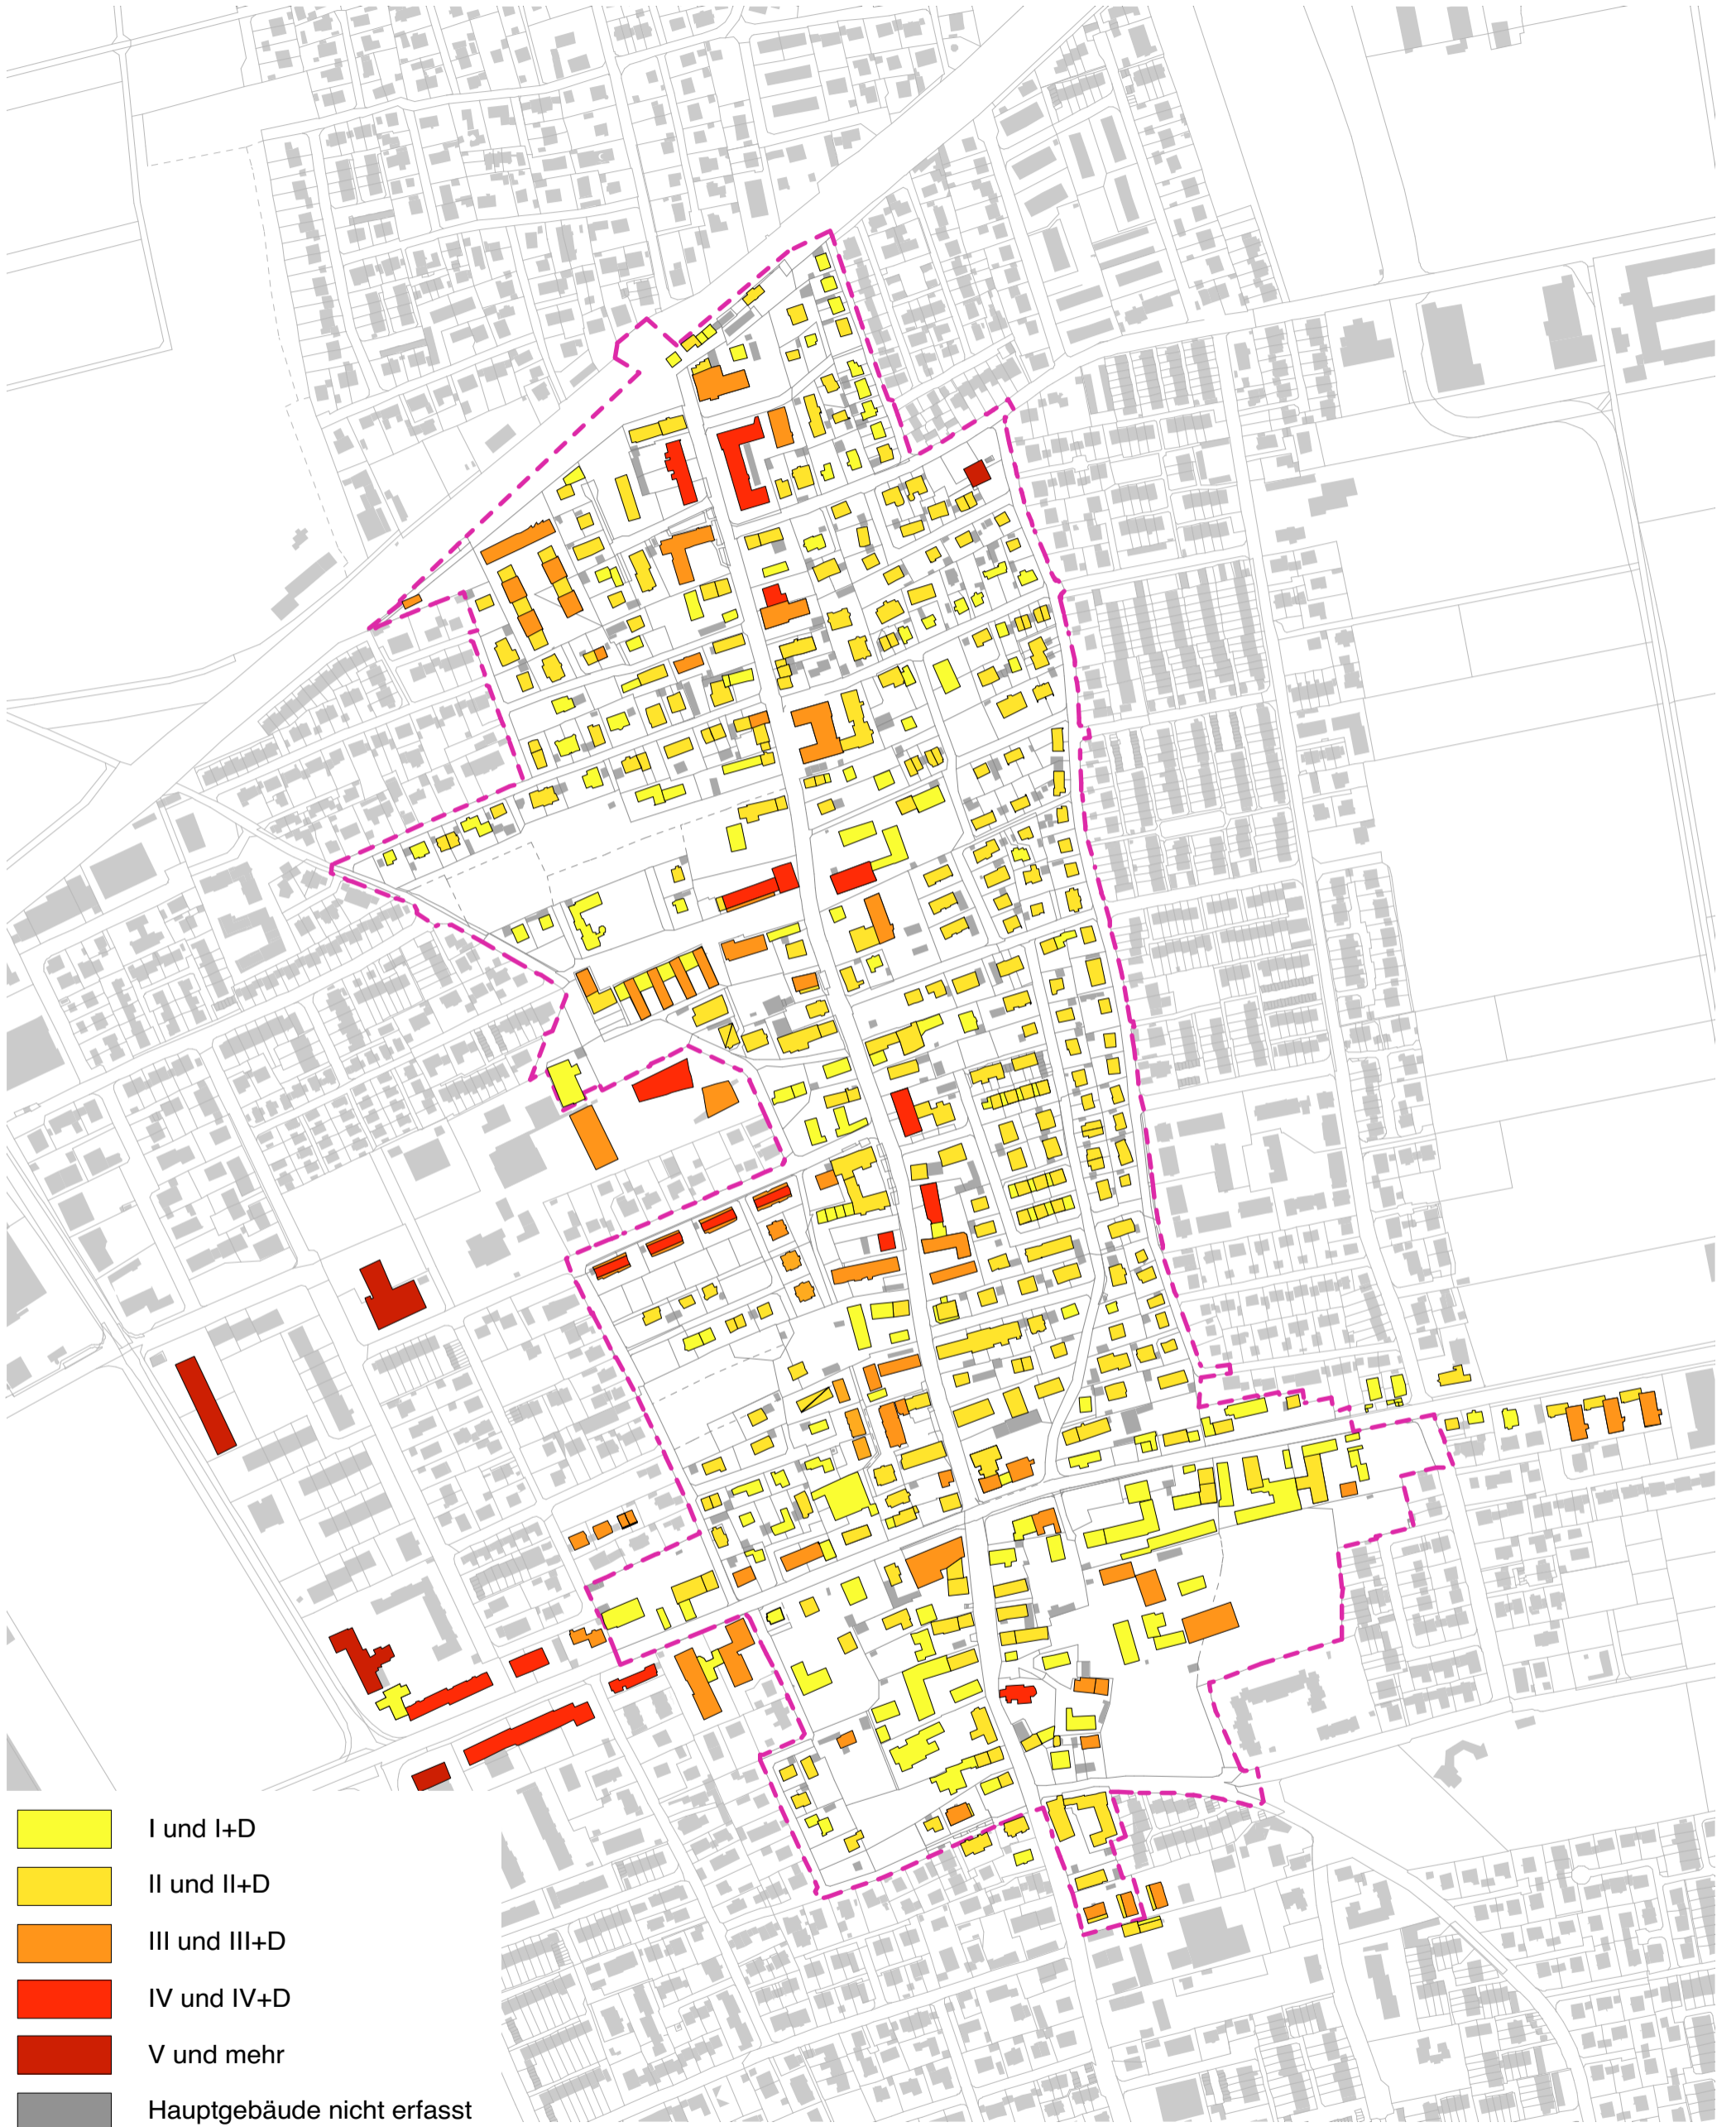 I und I+D
II und II+D
III und III+D
IV und IV+D
V und mehr
Hauptgebäude nicht erfasst